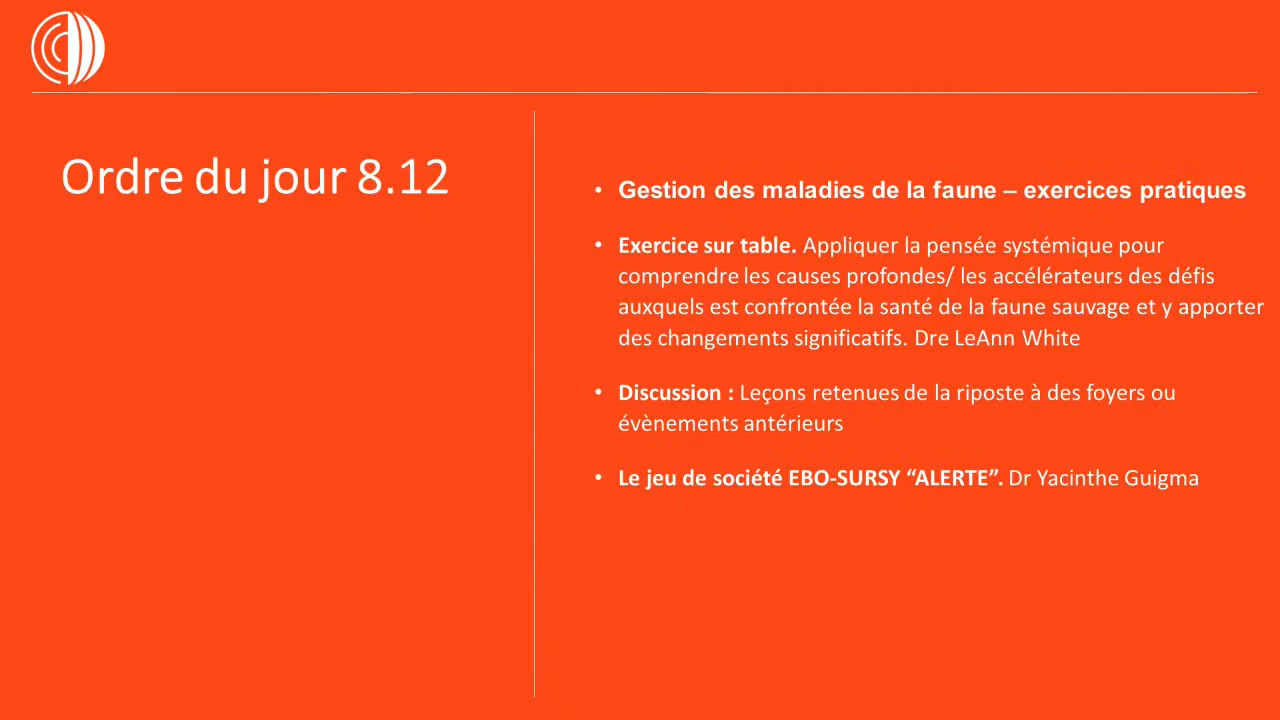 Ordre du jour 8.12
• Gestion des maladies de la faune – exercices pratiques
• Exercice sur table. Appliquer la pensée systémique pour
comprendre les causes profondes/ les accélérateurs des défis
auxquels est confrontée la santé de la faune sauvage et y apporter
des changements significatifs. Dre LeAnn White
• Discussion : Leçons retenues de la riposte à des foyers ou
évènements antérieurs
• Le jeu de société EBO-SURSY “ALERTE”. Dr Yacinthe Guigma